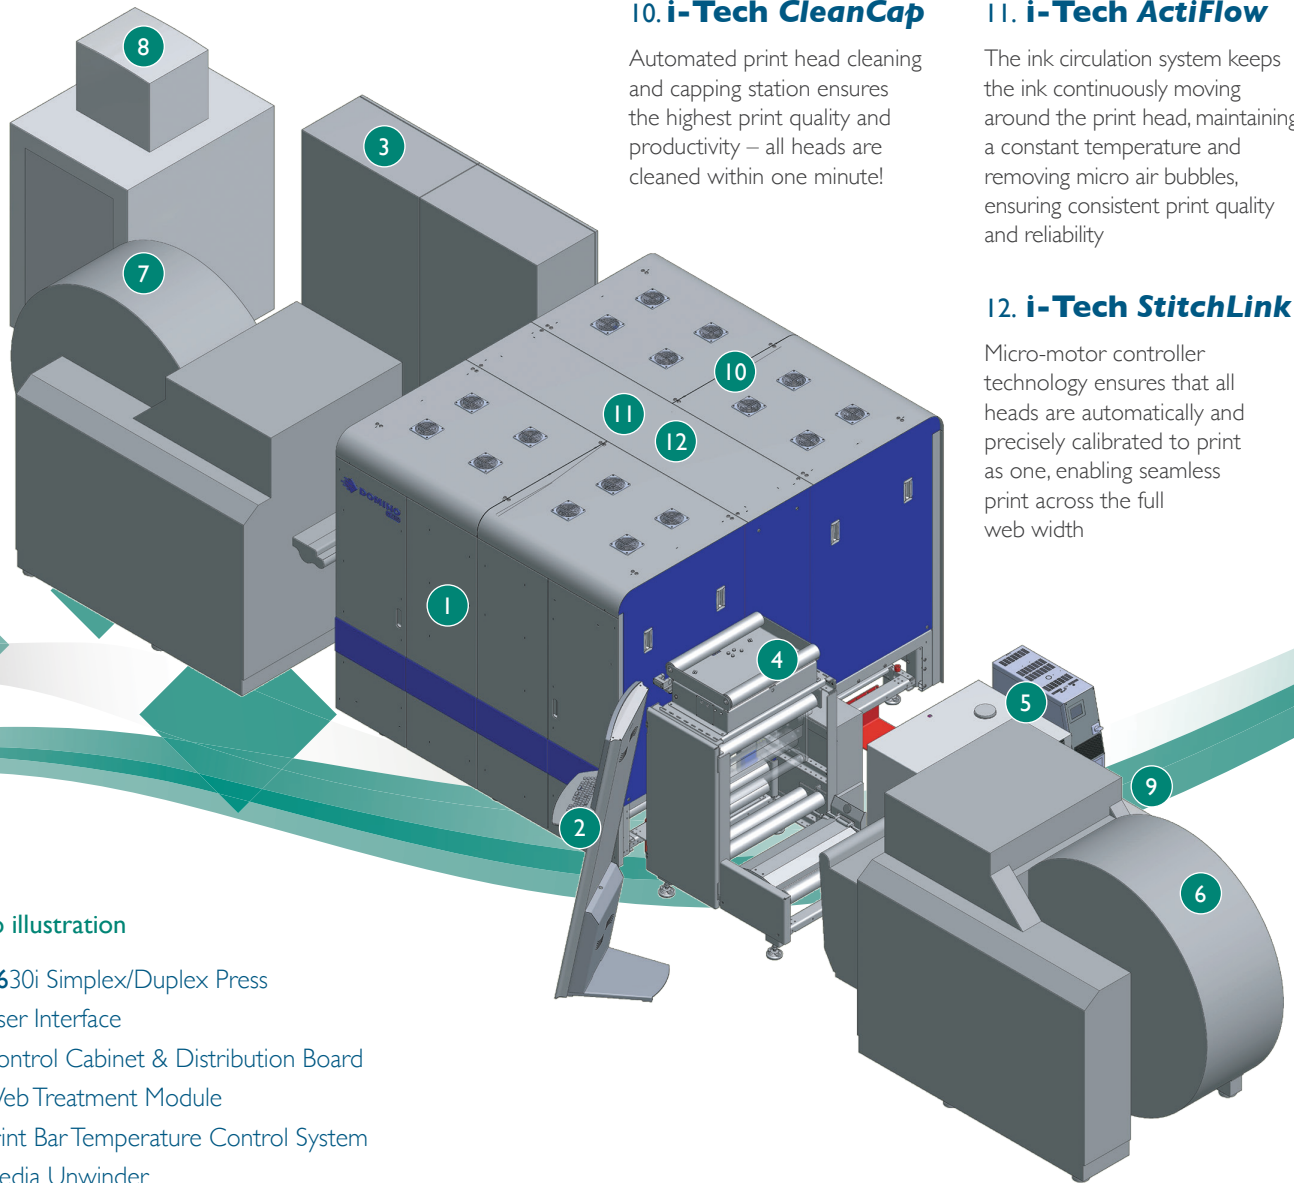 10. i-Tech CleanCap
Automated print head cleaning
and capping station ensures
the highest print quality and
productivity – all heads are
cleaned within one minute!
11. i-Tech ActiFlow
The ink circulation system keeps
the ink continuously moving
around the print head, maintaining
a constant temperature and
removing micro air bubbles,
ensuring consistent print quality
and reliability
12. i-Tech StitchLink
Micro-motor controller
technology ensures that all
heads are automatically and
precisely calibrated to print
as one, enabling seamless
print across the full
web width
8
3
7
10
11
12
DOMINO
1
4
5
9
2
6
illustration
630i Simplex/Duplex Press
ser Interface
ontrol Cabinet & Distribution Board
Web Treatment Module
rint Bar Temperature Control System
edia Unwinder